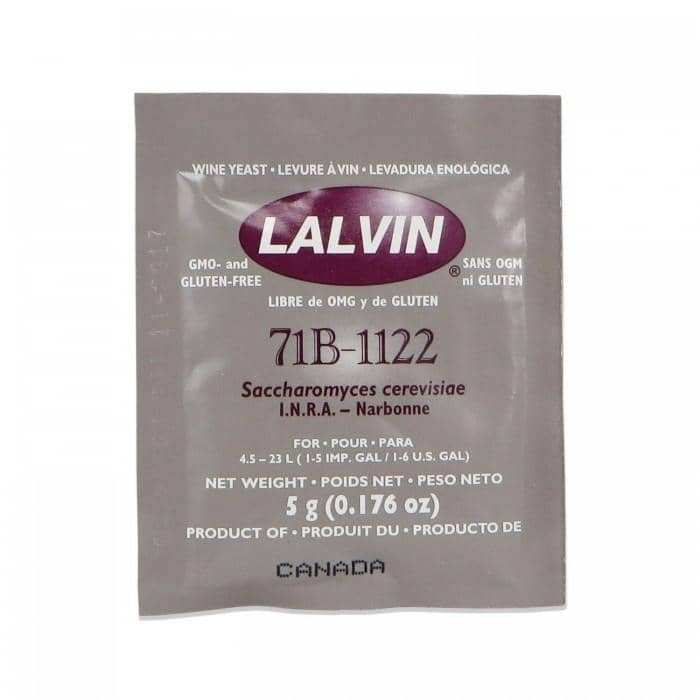 WINE YEAST • LEVURE À VIN • LEVADURA ENOLÓGICA
LALVIN®
GMO- and
GLUTEN-FREE
SANS OGM
ni GLUTEN
LIBRE de OMG y de GLUTEN
71B-1122
Saccharomyces cerevisiae
I.N.R.A. – Narbonne
FOR • POUR • PARA
4.5 – 23 L ( 1-5 IMP. GAL / 1-6 U.S. GAL)
NET WEIGHT • POIDS NET • PESO NETO
5 g (0.176 oz)
PRODUCT OF • PRODUIT DU • PRODUCTO DE
CANADA